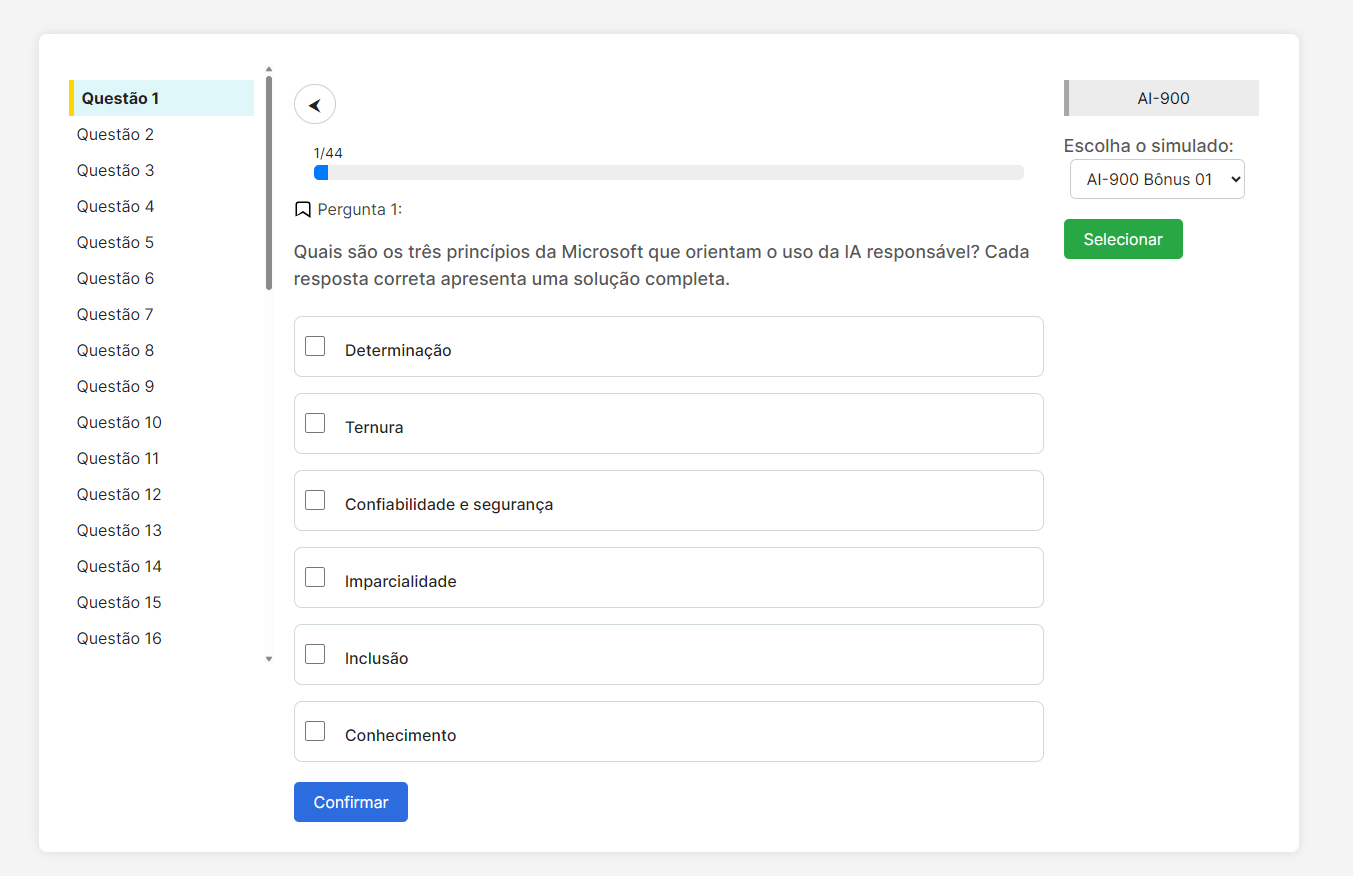 Questão 1
Questão 2
Questão 3
Questão 4
Questão 5
Questão 6
Questão 7
Questão 8
Questão 9
Questão 10
Questão 11
Questão 12
Questão 13
Questão 14
Questão 15
Questão 16
1/44
Pergunta 1:
Quais são os três princípios da Microsoft que orientam o uso da IA responsável? Cada
resposta correta apresenta uma solução completa.
Determinação
Ternura
Confiabilidade e segurança
Imparcialidade
Inclusão
Conhecimento
Confirmar
AI-900
Escolha o simulado:
AI-900 Bônus 01
Selecionar